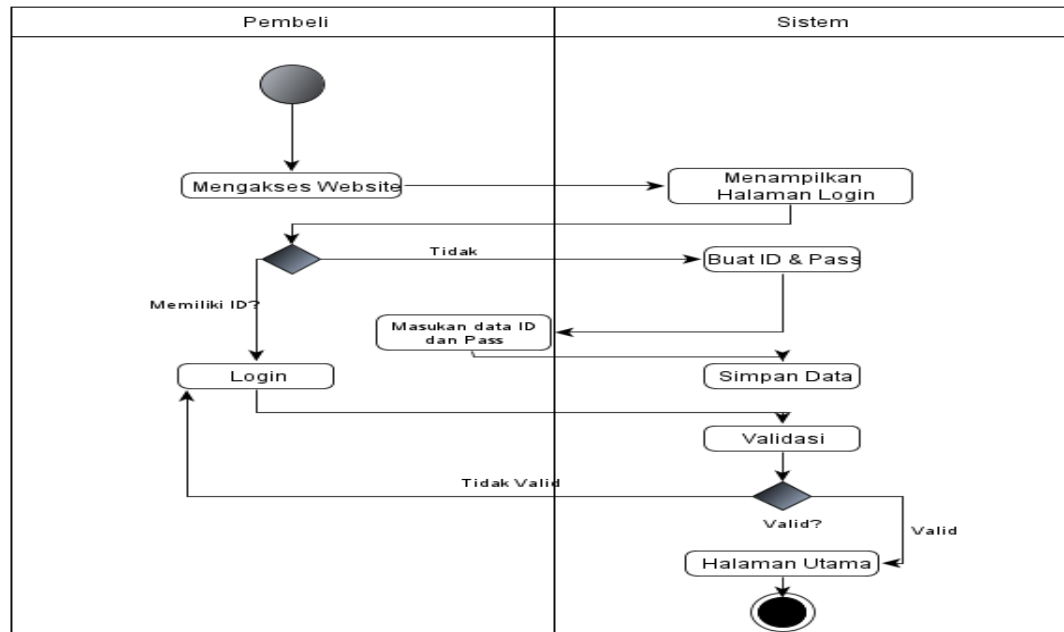 Pembeli
Sistem
Mengakses Website
Menampilkan
Halaman Login
Tidak
Buat ID & Pass
Memiliki ID?
Masukan data ID
dan Pass
Login
Simpan Data
Validasi
Tidak Valid
Valid?
Valid
Halaman Utama